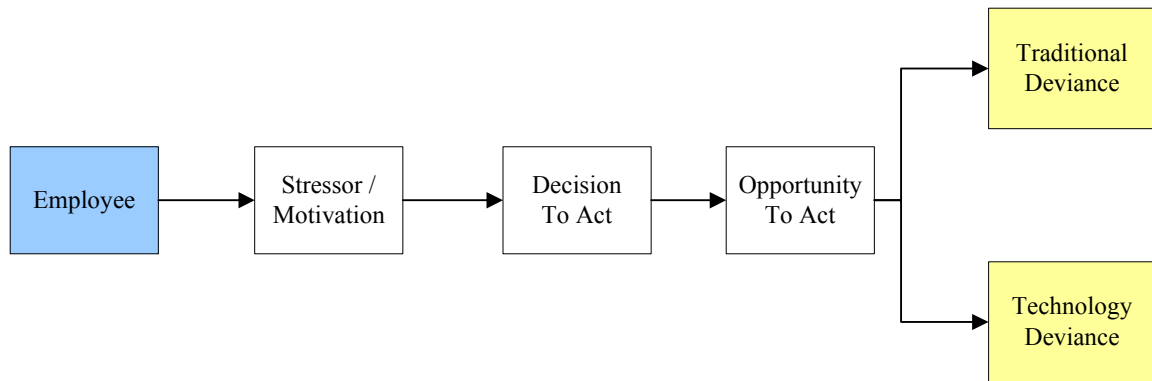 Employee
Stressor /
Motivation
Decision
To Act
Opportunity
To Act
Traditional
Deviance
Technology
Deviance